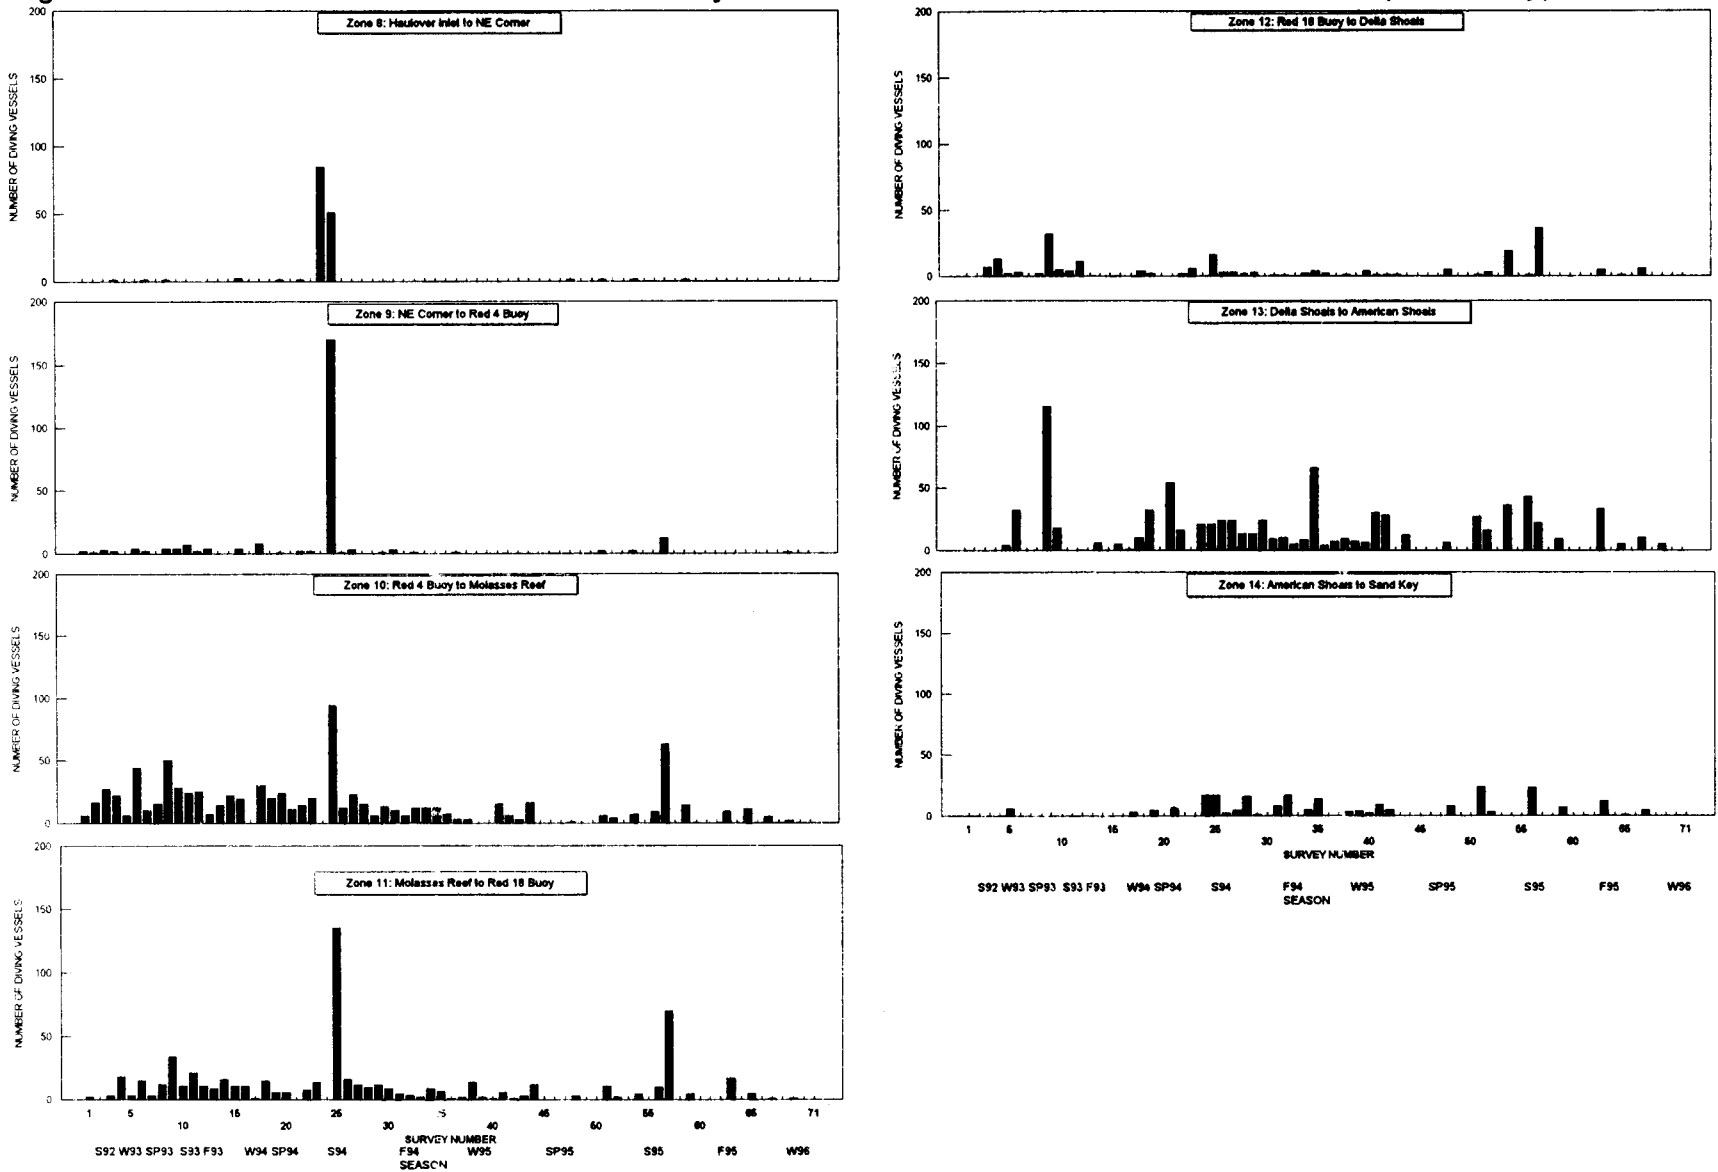 Zone 8: Haulover Inlet to NE Corner
NUMBER OF DIVING VESSELS
200
150
100
50
0
Zone 9: NE Corner to Red 4 Buoy
NUMBER OF DIVING VESSELS
200
150
100
50
0
Zone 10: Red 4 Buoy to Molasses Reef
NUMBER OF DIVING VESSELS
200
150
100
50
0
Zone 11: Molasses Reef to Red 18 Buoy
NUMBER OF DIVING VESSELS
200
150
100
50
0
1 5 10 15 20 25 30 35 40 45 50 55 60 65 71
SURVEY NUMBER
S92 W93 SP93 S93 F93 W94 SP94 S94 F94 W95 SP95 S95 F95 W96
SEASON
Zone 12: Red 18 Buoy to Delta Shoals
NUMBER OF DIVING VESSELS
200
150
100
50
0
Zone 13: Delta Shoals to American Shoals
NUMBER OF DIVING VESSELS
200
150
100
50
0
Zone 14: American Shoals to Sand Key
NUMBER OF DIVING VESSELS
200
150
100
50
0
1 5 10 15 20 25 30 35 40 45 50 55 60 65 71
SURVEY NUMBER
S92 W93 SP93 S93 F93 W94 SP94 S94 F94 W95 SP95 S95 F95 W96
SEASON